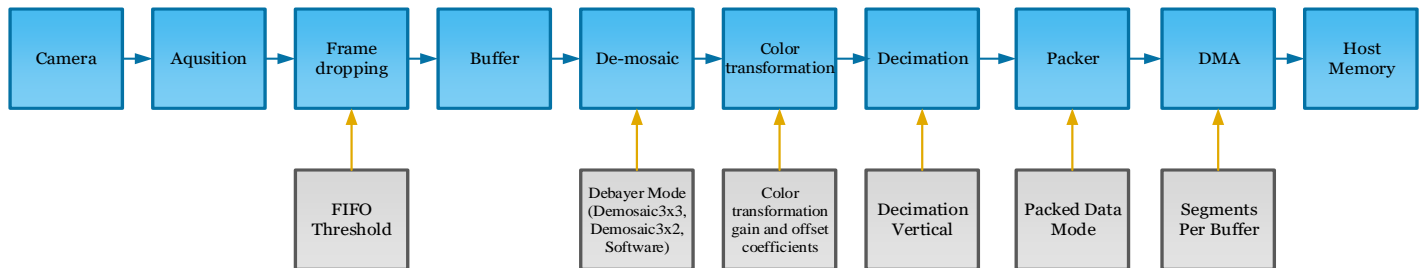 Camera
Aqusition
Frame
dropping
Buffer
De-mosaic
Color
transformation
Decimation
Packer
DMA
Host
Memory
FIFO
Threshold
Debayer Mode
(Demosaic3x3,
Demosaic3x2,
Software)
Color
transformation
gain and offset
coefficients
Decimation
Vertical
Packed Data
Mode
Segments
Per Buffer